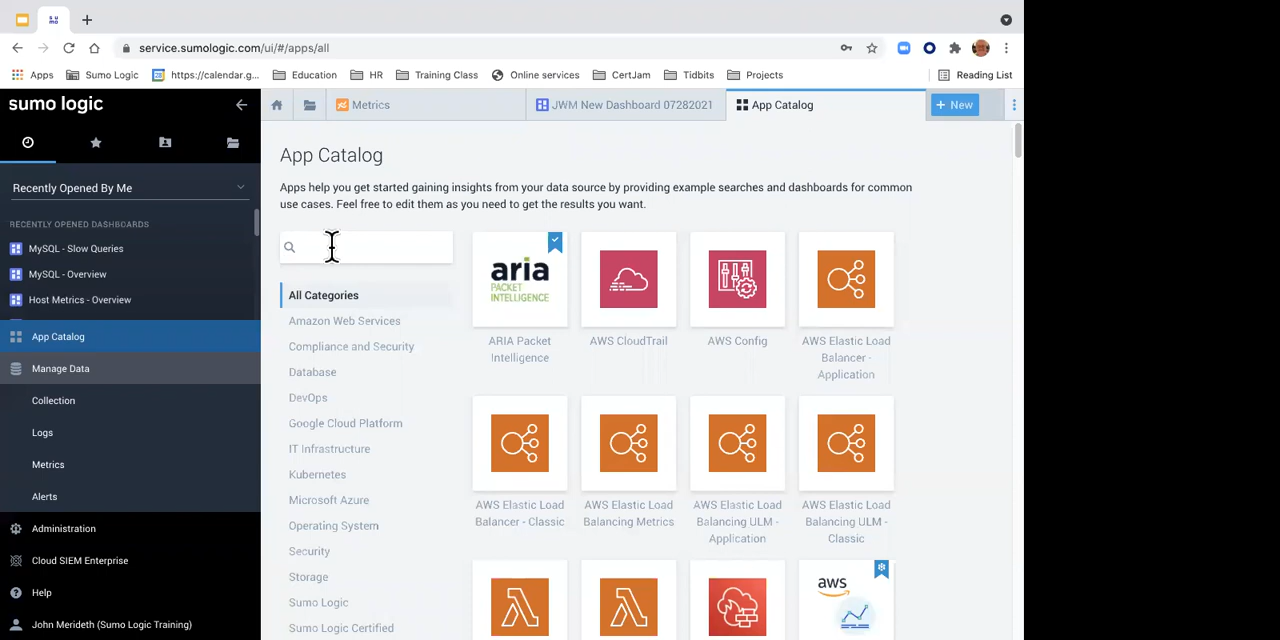 service.sumologic.com/ui/#/apps/all
Apps
Sumo Logic
https://calendar.g...
Education
HR
Training Class
Online services
CertJam
Tidbits
Projects
Reading List
sumo logic
Metrics
JWM New Dashboard 07282021
App Catalog
+ New
Recently Opened By Me
RECENTLY OPENED DASHBOARDS
MySQL - Slow Queries
MySQL - Overview
Host Metrics - Overview
App Catalog
Manage Data
Collection
Logs
Metrics
Alerts
Administration
Cloud SIEM Enterprise
Help
John Merideth (Sumo Logic Training)
App Catalog
Apps help you get started gaining insights from your data source by providing example searches and dashboards for common
use cases. Feel free to edit them as you need to get the results you want.
All Categories
Amazon Web Services
Compliance and Security
Database
DevOps
Google Cloud Platform
IT Infrastructure
Kubernetes
Microsoft Azure
Operating System
Security
Storage
Sumo Logic
Sumo Logic Certified
aria
PACKET
INTELLIGENCE
ARIA Packet
Intelligence
AWS CloudTrail
AWS Config
AWS Elastic Load
Balancer -
Application
AWS Elastic Load
Balancer - Classic
AWS Elastic Load
Balancing Metrics
AWS Elastic Load
Balancing ULM -
Application
AWS Elastic Load
Balancing ULM -
Classic
aws